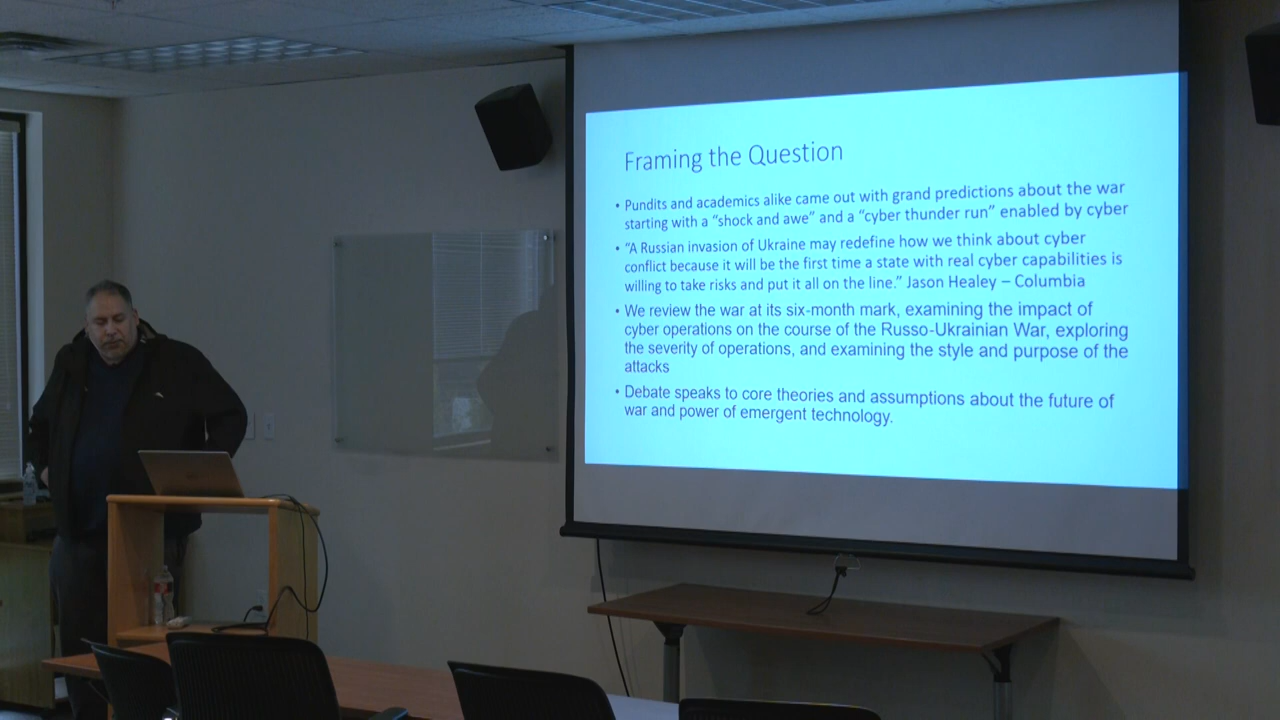 Framing the Question
• Pundits and academics alike came out with grand predictions about the war
starting with a “shock and awe” and a “cyber thunder run” enabled by cyber
• “A Russian invasion of Ukraine may redefine how we think about cyber
conflict because it will be the first time a state with real cyber capabilities is
willing to take risks and put it all on the line.” Jason Healey – Columbia
• We review the war at its six-month mark, examining the impact of
cyber operations on the course of the Russo-Ukrainian War, exploring
the severity of operations, and examining the style and purpose of the
attacks
• Debate speaks to core theories and assumptions about the future of
war and power of emergent technology.